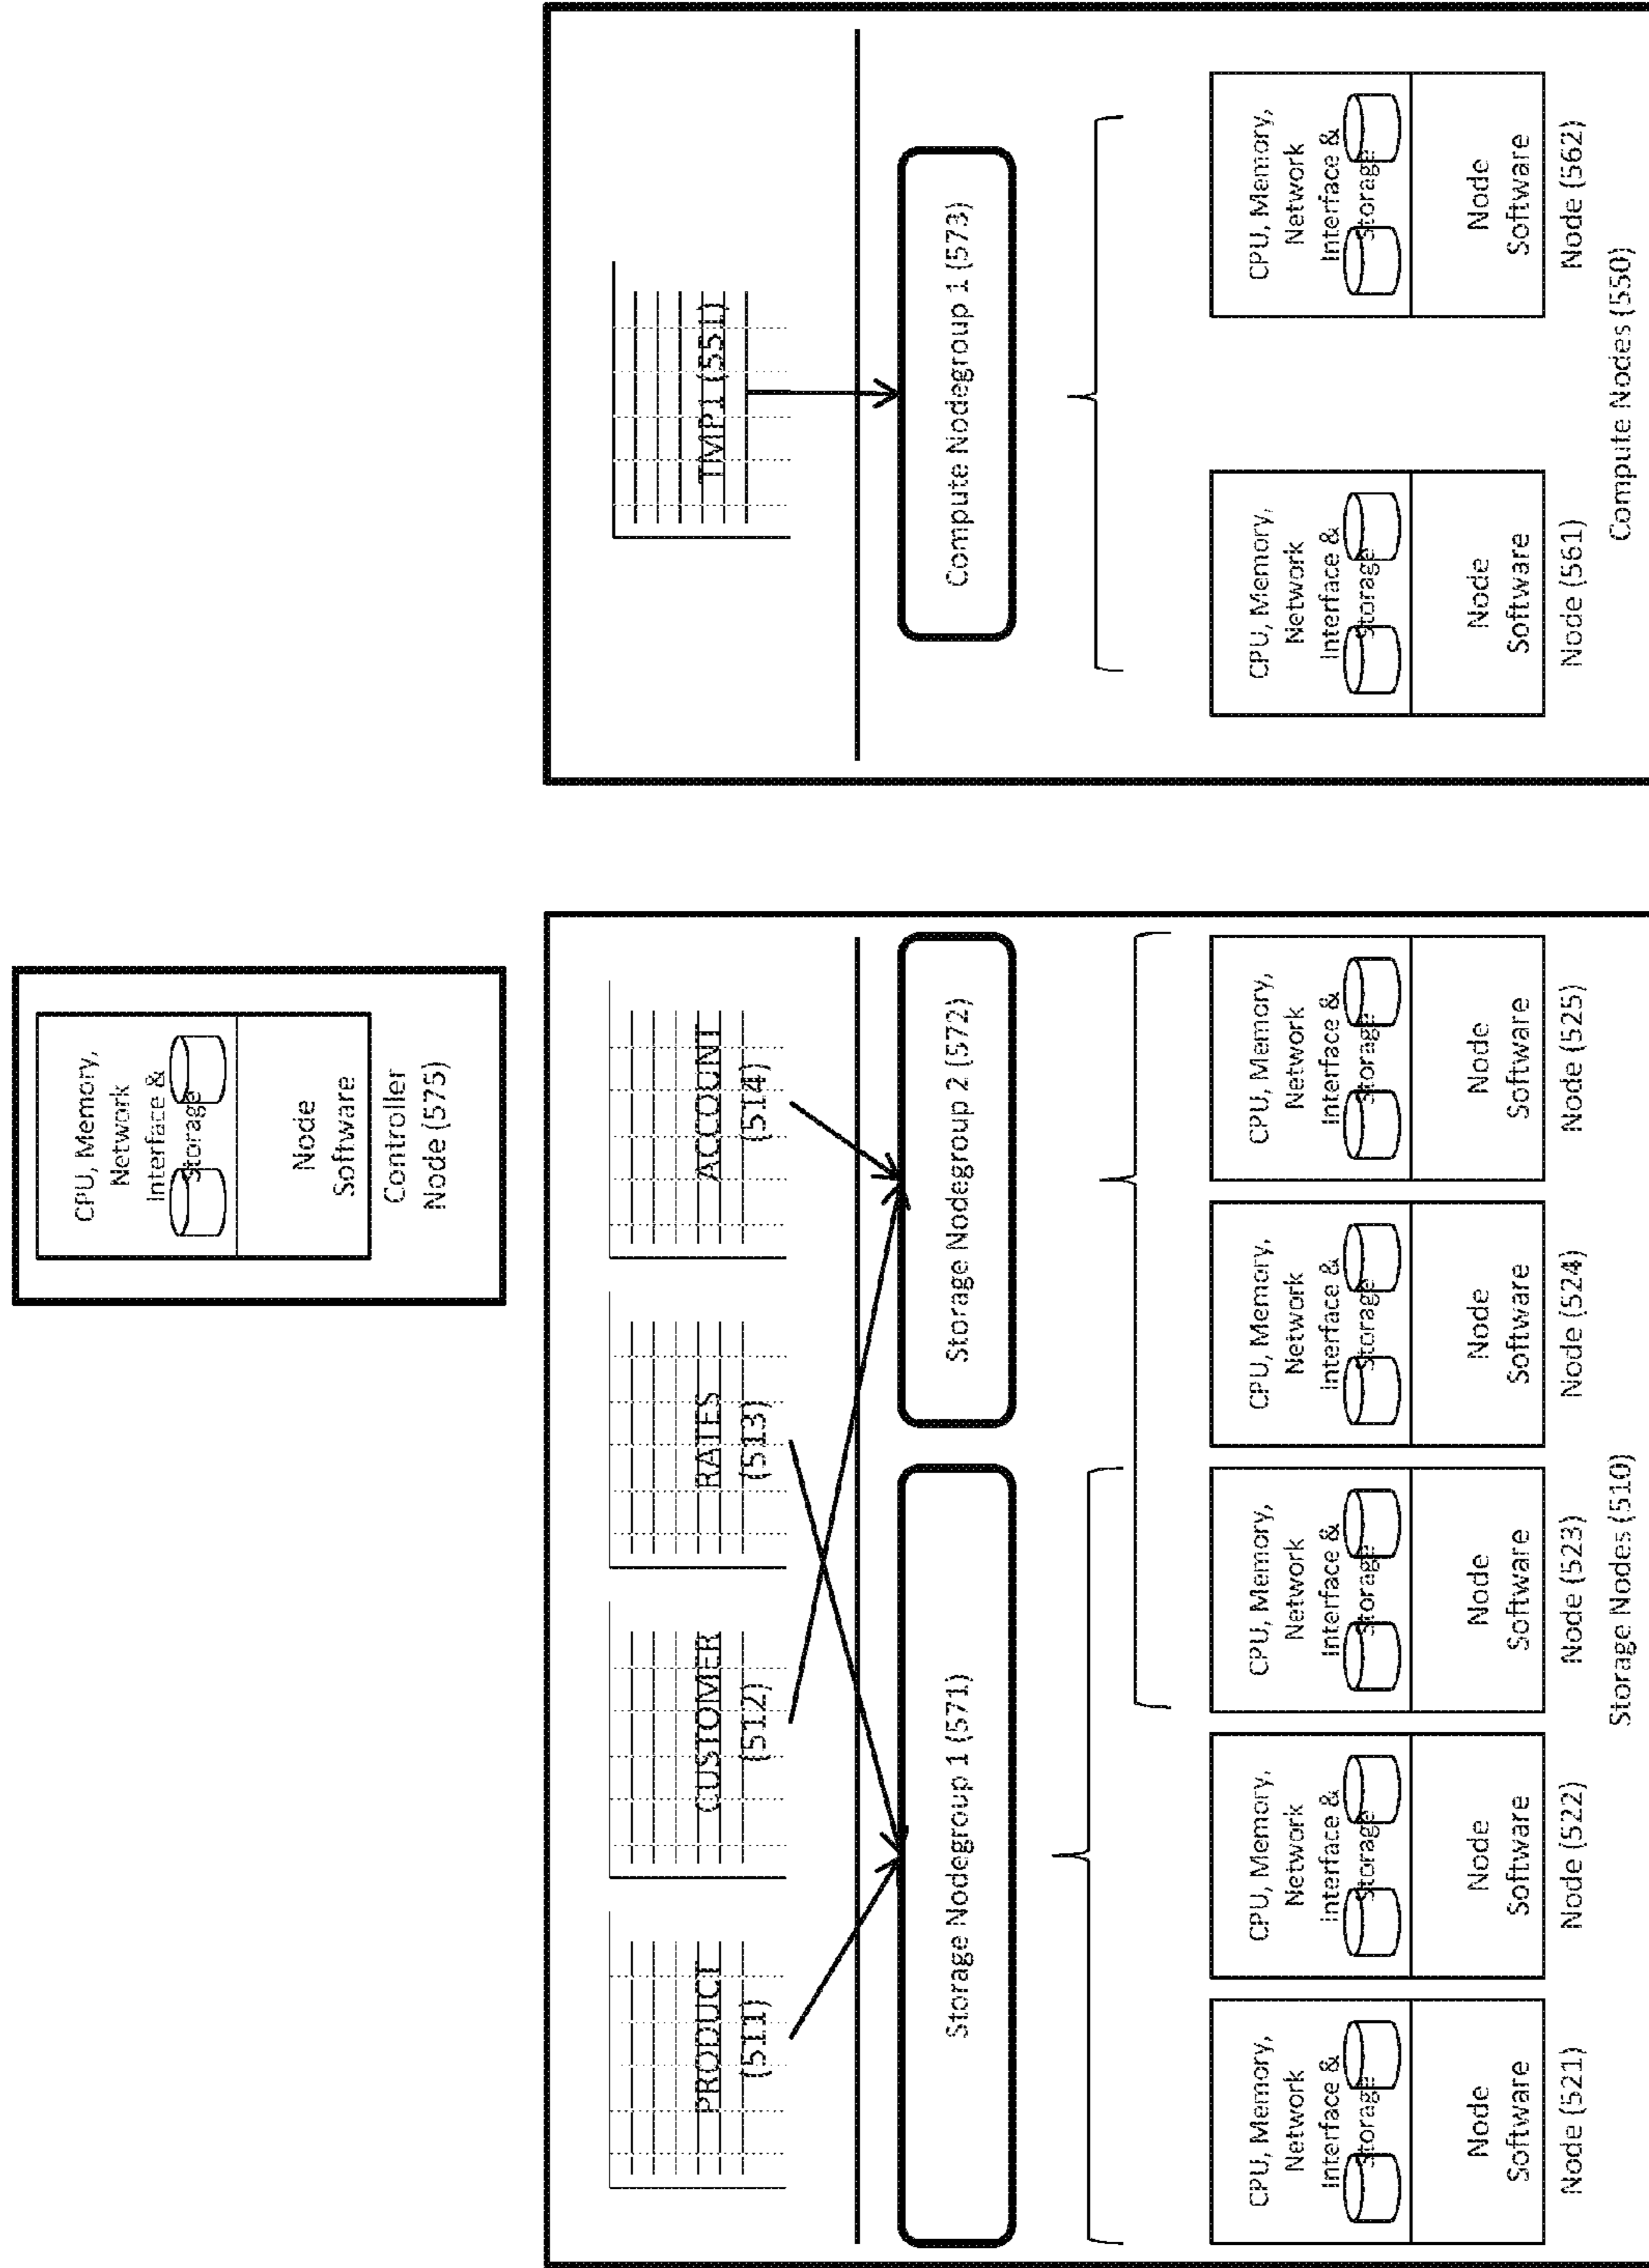 CPU, Memory,
Network
Interface &
Storage
Node
Software
Controller
Node (575)
PRODUCT
(511)
CUSTOMER
(512)
RATES
(513)
ACCOUNT
(514)
Storage Nodegroup 1 (571)
Storage Nodegroup 2 (572)
CPU, Memory,
Network
Interface &
Storage
Node
Software
Node (521)
CPU, Memory,
Network
Interface &
Storage
Node
Software
Node (522)
CPU, Memory,
Network
Interface &
Storage
Node
Software
Node (523)
CPU, Memory,
Network
Interface &
Storage
Node
Software
Node (524)
CPU, Memory,
Network
Interface &
Storage
Node
Software
Node (525)
Storage Nodes (510)
TMP1 (551)
Compute Nodegroup 1 (573)
CPU, Memory,
Network
Interface &
Storage
Node
Software
Node (561)
CPU, Memory,
Network
Interface &
Storage
Node
Software
Node (562)
Compute Nodes (550)